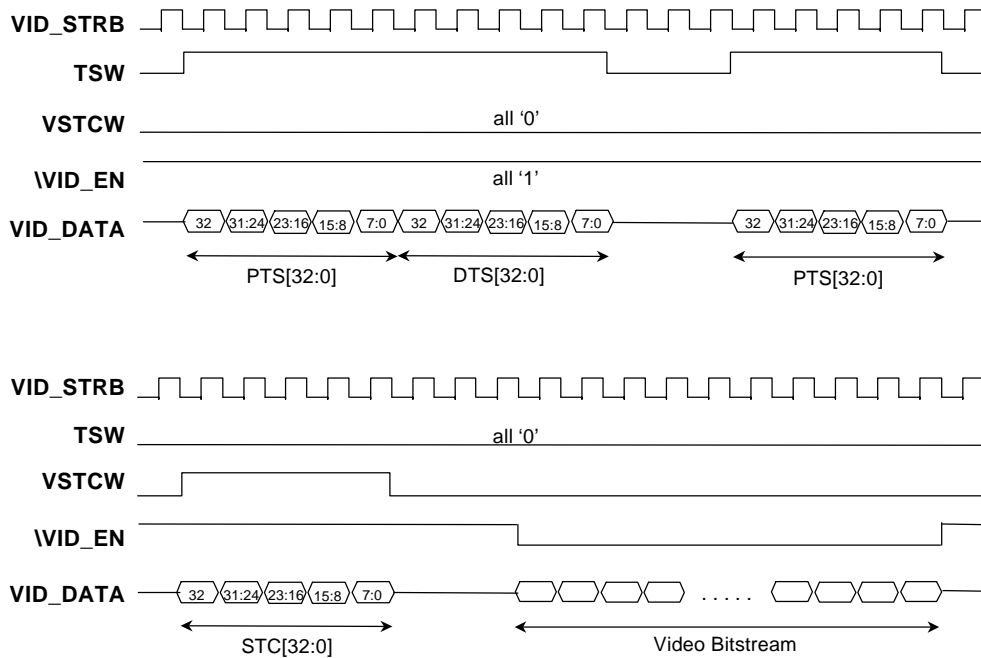 VID_STRB
TSW
VSTCW all ‘0’
\VID_EN all ‘1’
VID_DATA 32 31:24 23:16 15:8 7:0 32 31:24 23:16 15:8 7:0 32 31:24 23:16 15:8 7:0
PTS[32:0] DTS[32:0] PTS[32:0]
VID_STRB
TSW all ‘0’
VSTCW
\VID_EN
VID_DATA 32 31:24 23:16 15:8 7:0 . . . . .
STC[32:0] Video Bitstream